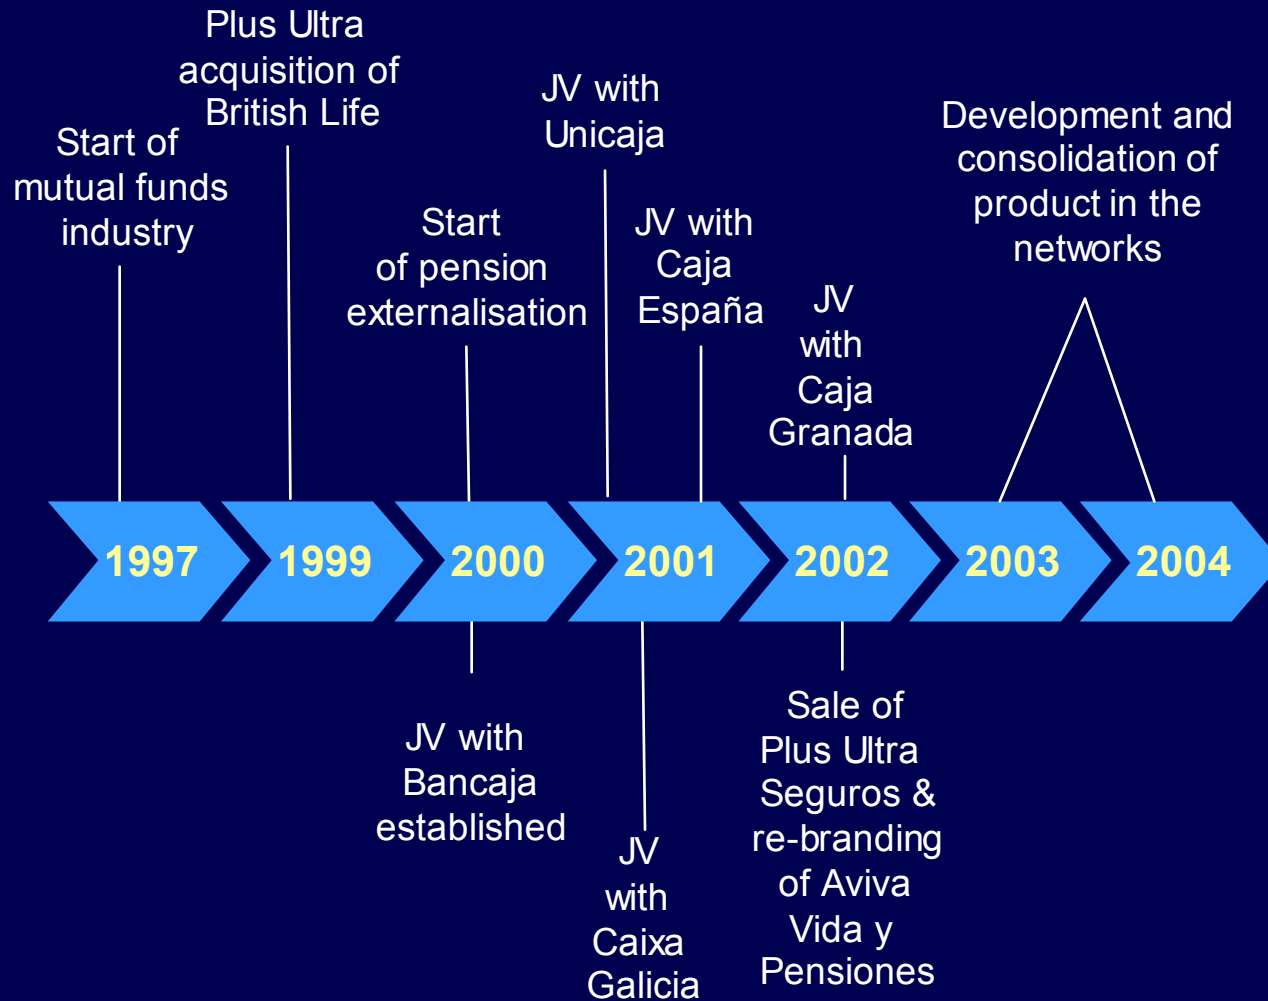 Plus Ultra
acquisition of
British Life
Start of
mutual funds
industry
JV with
Unicaja
Start
of pension
externalisation
JV with
Caja
España
JV
with
Caja
Granada
Development and
consolidation of
product in the
networks
1997
1999
2000
2001
2002
2003
2004
JV with
Bancaja
established
JV
with
Caixa
Galicia
Sale of
Plus Ultra
Seguros &
re-branding
of Aviva
Vida y
Pensiones